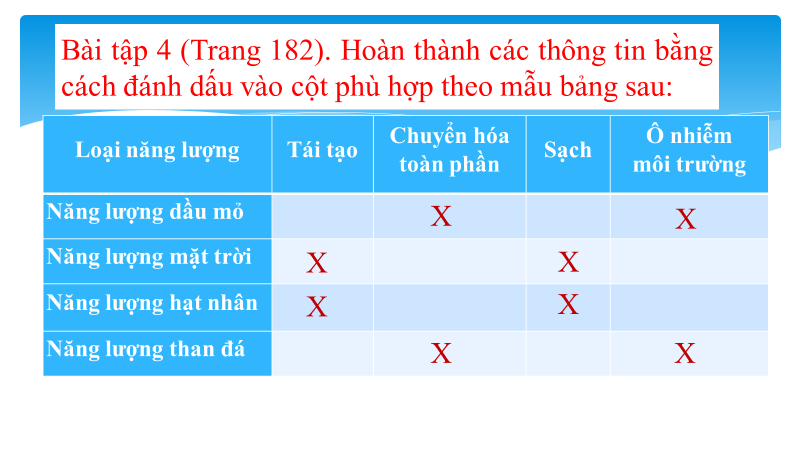 Bài tập 4 (Trang 182). Hoàn thành các thông tin bằng
cách đánh dấu vào cột phù hợp theo mẫu bảng sau:
Loại năng lượng Tái tạo Chuyển hóa toàn phần Sạch Ô nhiễm môi trường
Năng lượng dầu mỏ X X
Năng lượng mặt trời X X
Năng lượng hạt nhân X X
Năng lượng than đá X X